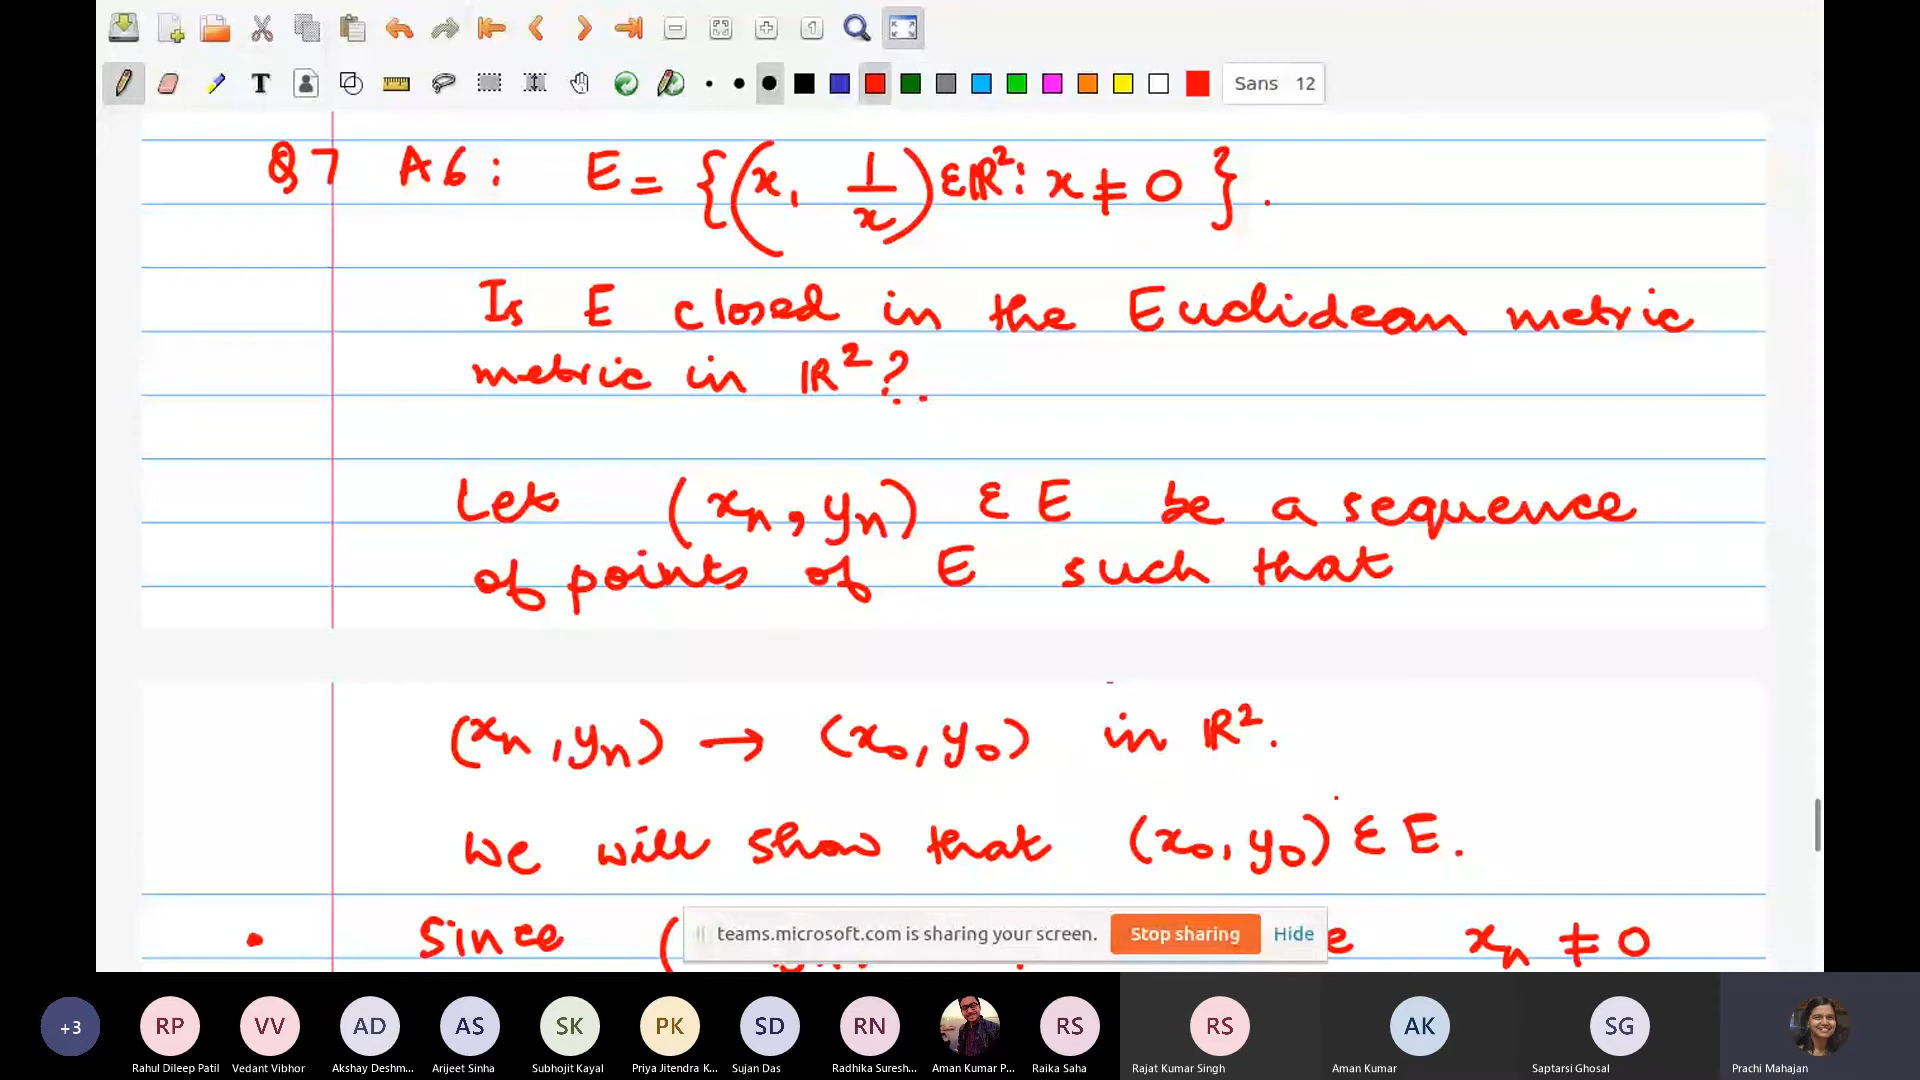 Sans 12
Q7 A6: E = {(x, 1/x) ε ℝ²: x ≠ 0}.
Is E closed in the Euclidean metric
metric in ℝ²?
Let (xₙ, yₙ) ε E be a sequence
of points of E such that
(xₙ, yₙ) → (x₀, y₀) in ℝ².
We will show that (x₀, y₀) ε E.
• Since (
xₙ ≠ 0
teams.microsoft.com is sharing your screen. Stop sharing Hide
+3 RP VV AD AS SK PK SD RN RS RS AK SG
Rahul Dileep Patil Vedant Vibhor Akshay Deshm... Arijeet Sinha Subhojit Kayal Priya Jitendra K... Sujan Das Radhika Suresh... Aman Kumar P... Raika Saha Rajat Kumar Singh Aman Kumar Saptarsi Ghosal Prachi Mahajan